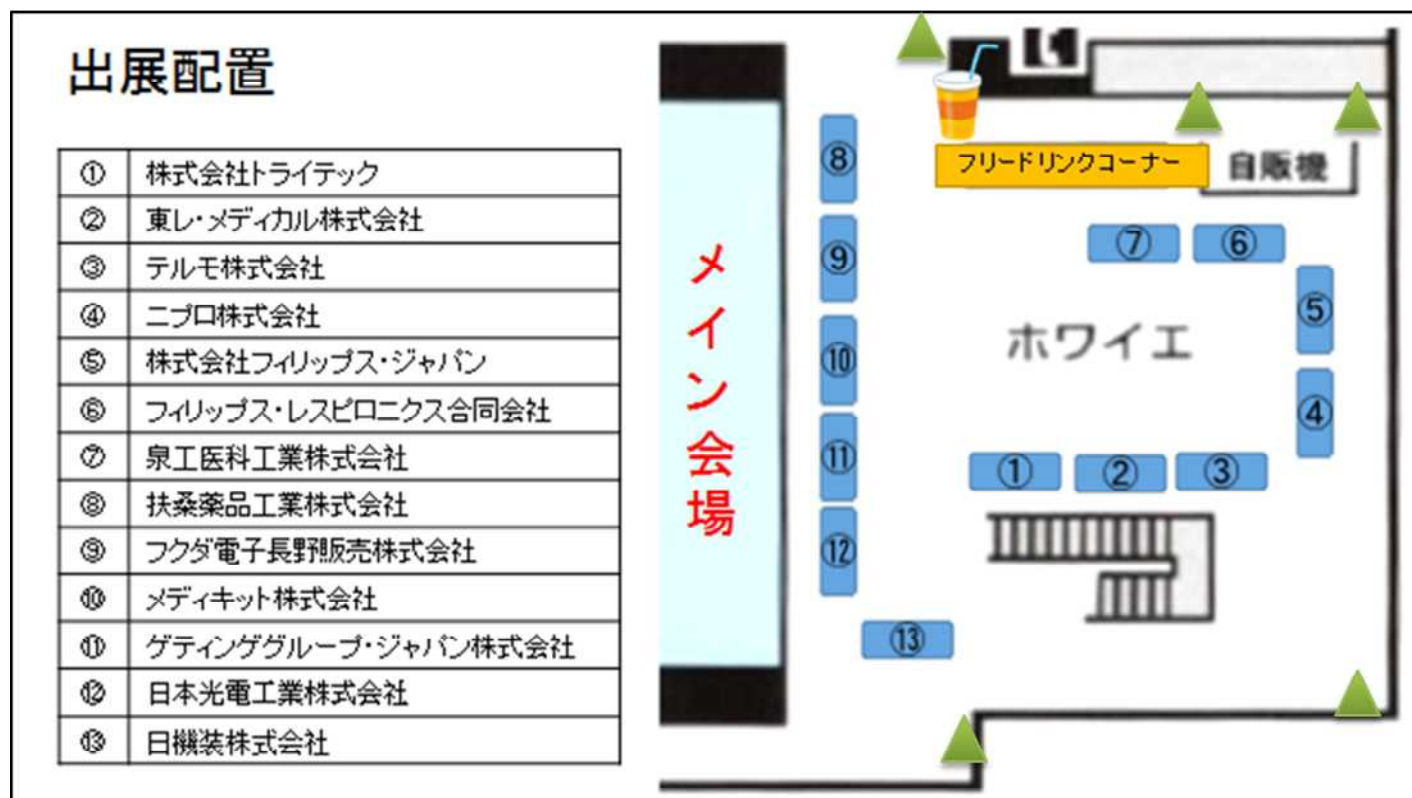 出展配置
① 株式会社トライテック
② 東レ・メディカル株式会社
③ テルモ株式会社
④ ニプロ株式会社
⑤ 株式会社フィリップス・ジャパン
⑥ フィリップス・レスピロニクス合同会社
⑦ 泉工医科工業株式会社
⑧ 扶桑薬品工業株式会社
⑨ フクダ電子長野販売株式会社
⑩ メディキット株式会社
⑪ ゲティンゲグループ・ジャパン株式会社
⑫ 日本光電工業株式会社
⑬ 日機装株式会社
メイン会場
フリードリンクコーナー
自販機
⑧
⑨
⑩
⑪
⑫
⑬
⑦
⑥
⑤
④
ホワイエ
①
②
③